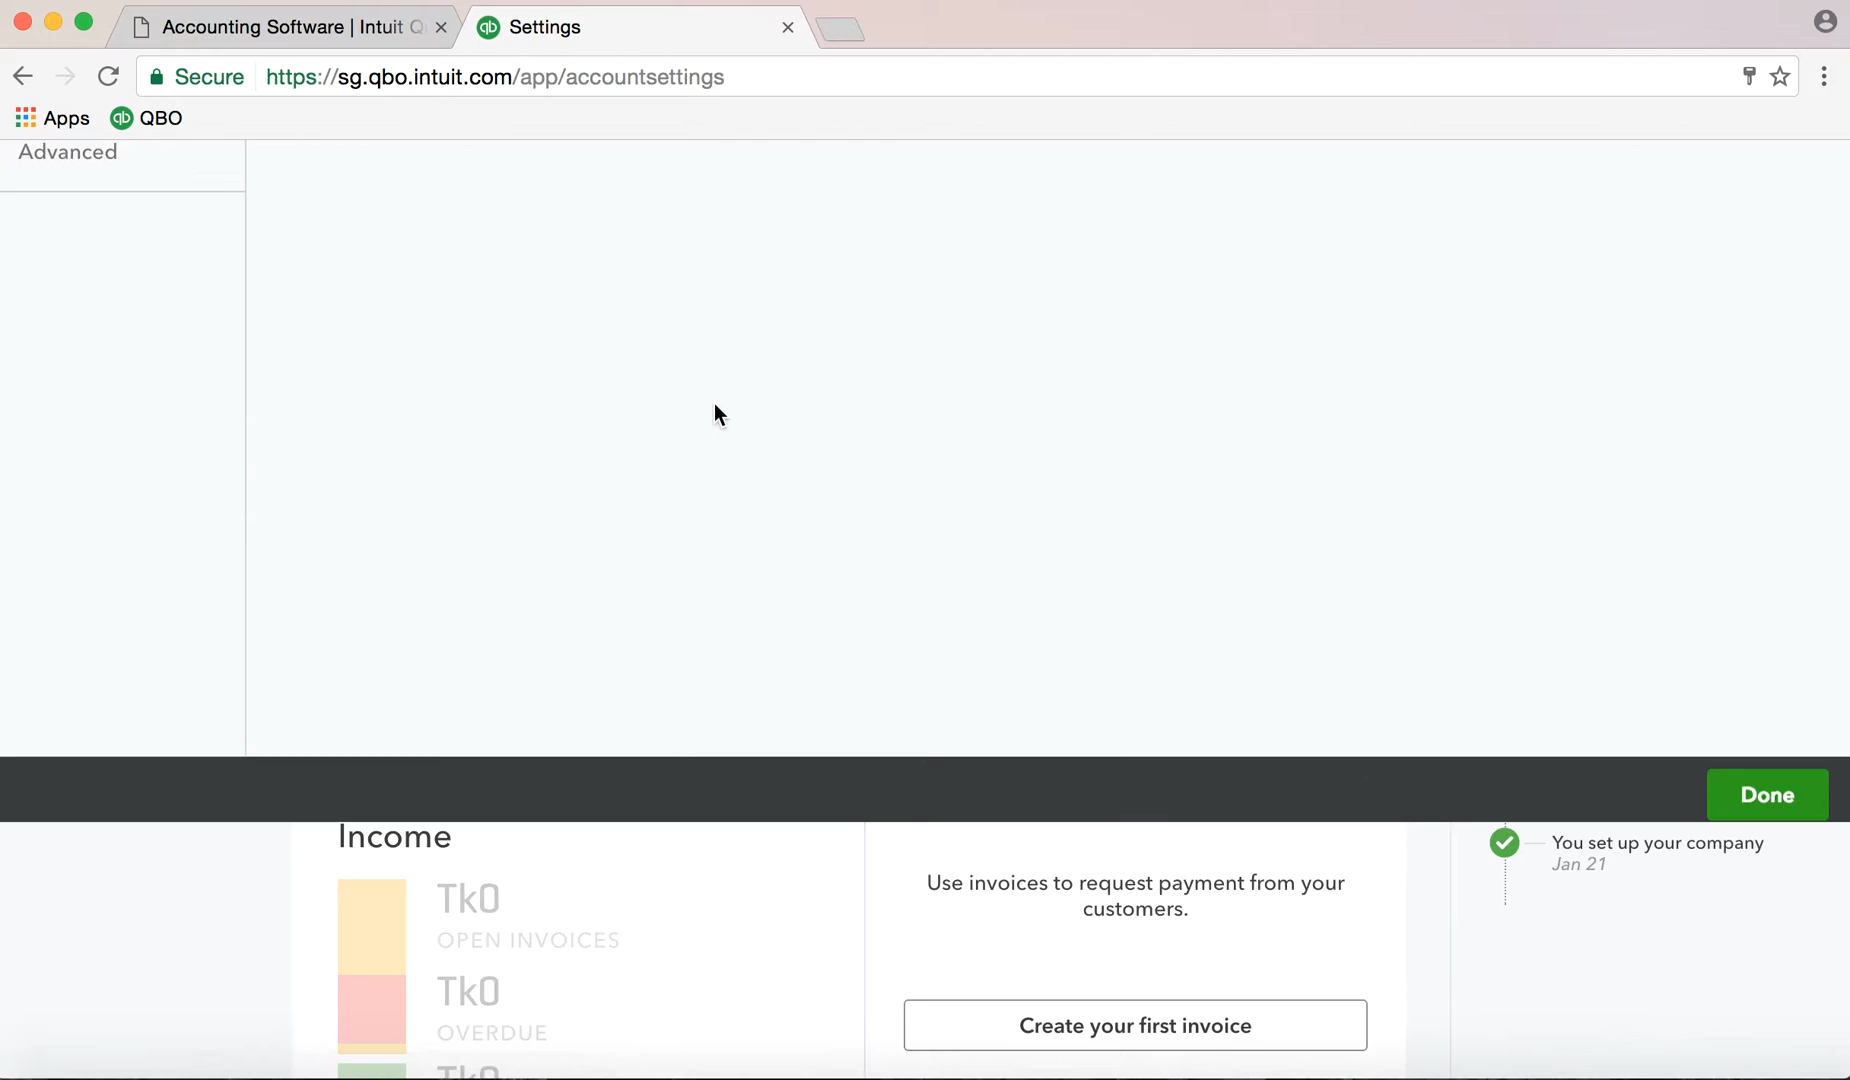 Accounting Software | Intuit Q
Settings
Secure
https://sg.qbo.intuit.com/app/accountsettings
Apps
QBO
Advanced
Done
Income
Tk0
OPEN INVOICES
Tk0
OVERDUE
Tk0
Use invoices to request payment from your
customers.
Create your first invoice
You set up your company
Jan 21